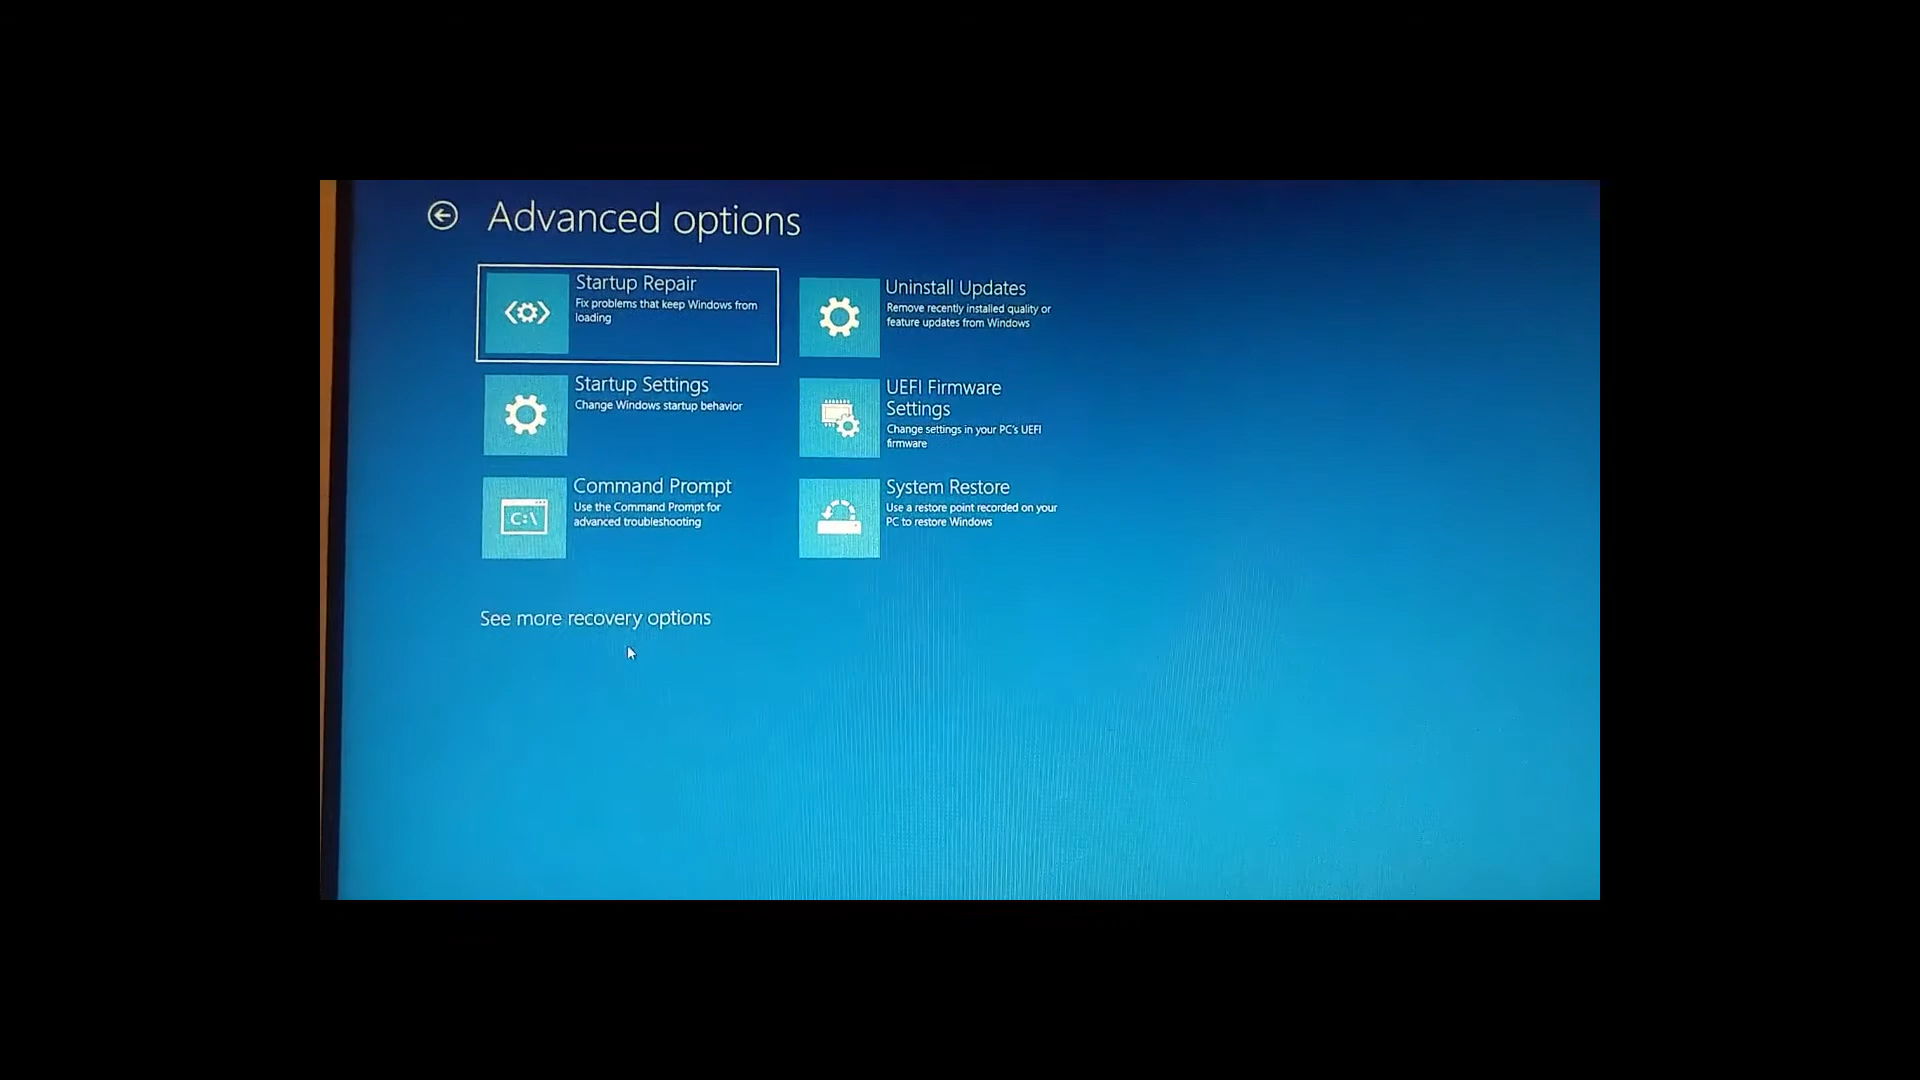 Advanced options
Startup Repair
Fix problems that keep Windows from
loading
Uninstall Updates
Remove recently installed quality or
feature updates from Windows
Startup Settings
Change Windows startup behavior
UEFI Firmware
Settings
Change settings in your PC's UEFI
firmware
Command Prompt
Use the Command Prompt for
advanced troubleshooting
C:\
System Restore
Use a restore point recorded on your
PC to restore Windows
See more recovery options